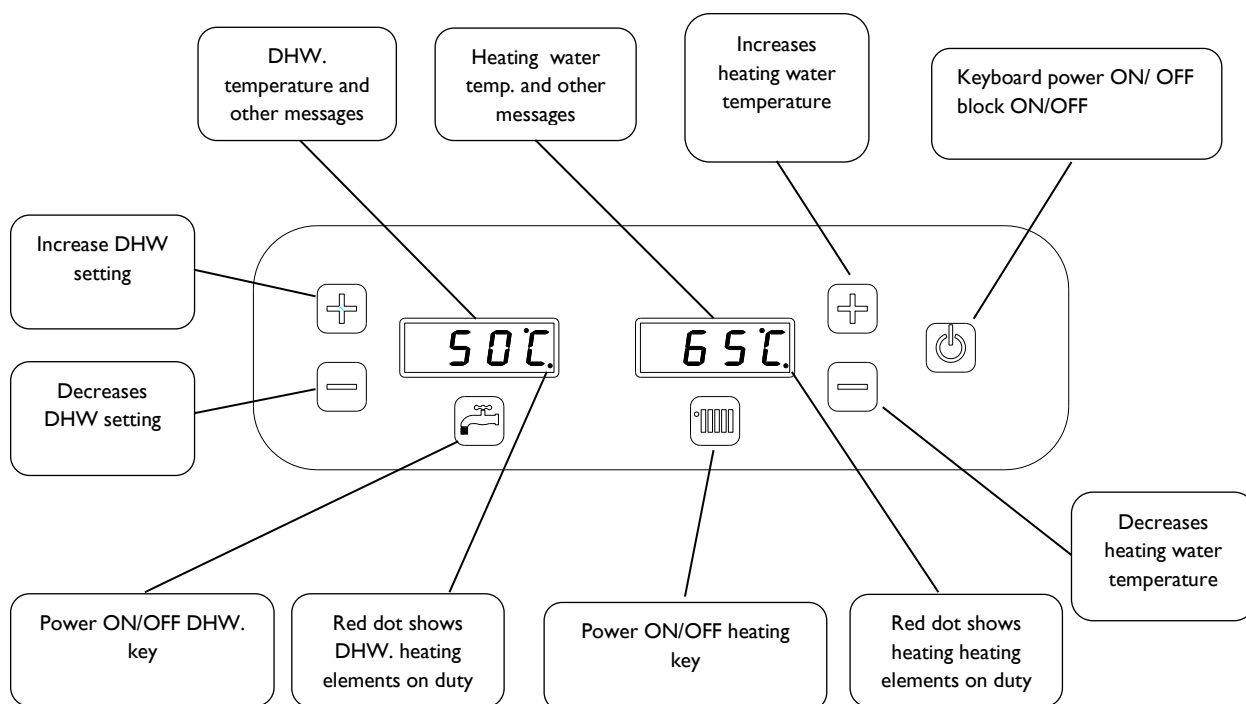 DHW.
temperature and
other messages
Heating water
temp. and other
messages
Increases
heating water
temperature
Keyboard power ON/ OFF
block ON/OFF
Increase DHW
setting
Decreases
DHW setting
50°C.
65°C.
Decreases
heating water
temperature
Power ON/OFF DHW.
key
Red dot shows
DHW. heating
elements on duty
Power ON/OFF heating
key
Red dot shows
heating heating
elements on duty